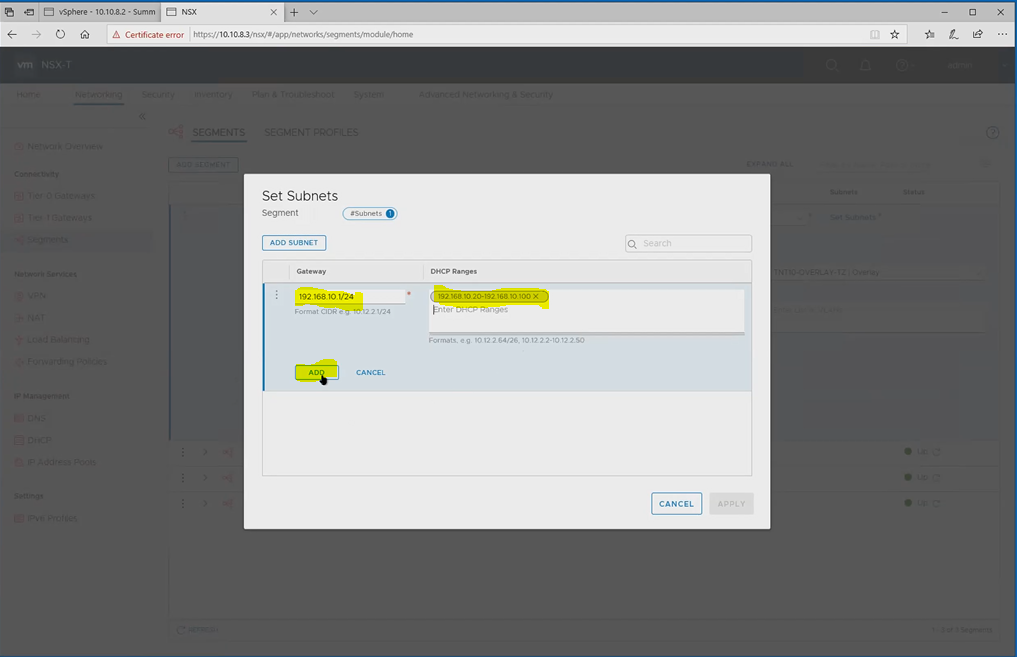 vSphere - 10.10.8.2 - Summ
NSX
Certificate error
https://10.10.8.3/nsx/#/app/networks/segments/module/home
vm NSX-T
admin
Home Networking Security Inventory Plan & Troubleshoot System Advanced Networking & Security
SEGMENTS SEGMENT PROFILES
Network Overview
ADD SEGMENT
EXPAND ALL
Connectivity
Subnets Status
Tier-0 Gateways
Tier-1 Gateways
Set Subnets *
Segments
Network Services
TNT10-OVERLAY-TZ | Overlay
VPN
NAT
Load Balancing
Forwarding Policies
IP Management
DNS
DHCP
Up
IP Address Pools
Up
Settings
Up
IPv6 Profiles
REFRESH
Set Subnets
Segment #Subnets 1
ADD SUBNET
Search
Gateway DHCP Ranges
192.168.10.1/24 *
192.168.10.20-192.168.10.100 X
Format CIDR e.g. 10.12.2.1/24
Enter DHCP Ranges
Formats, e.g. 10.12.2.64/26, 10.12.2.2-10.12.2.50
ADD CANCEL
CANCEL APPLY